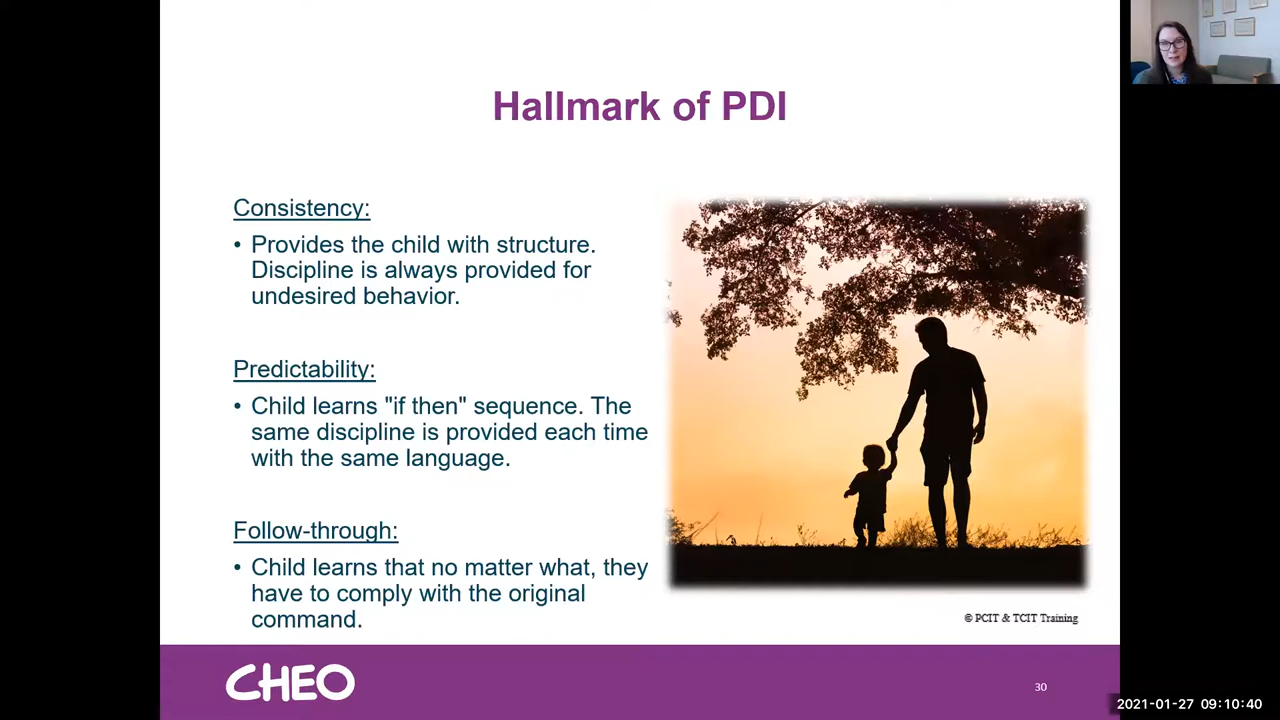 Hallmark of PDI
Consistency:
• Provides the child with structure.
Discipline is always provided for
undesired behavior.
Predictability:
• Child learns "if then" sequence. The
same discipline is provided each time
with the same language.
Follow-through:
• Child learns that no matter what, they
have to comply with the original
command.
© PCIT & TCIT Training
CHEO
30
2021-01-27 09:10:40